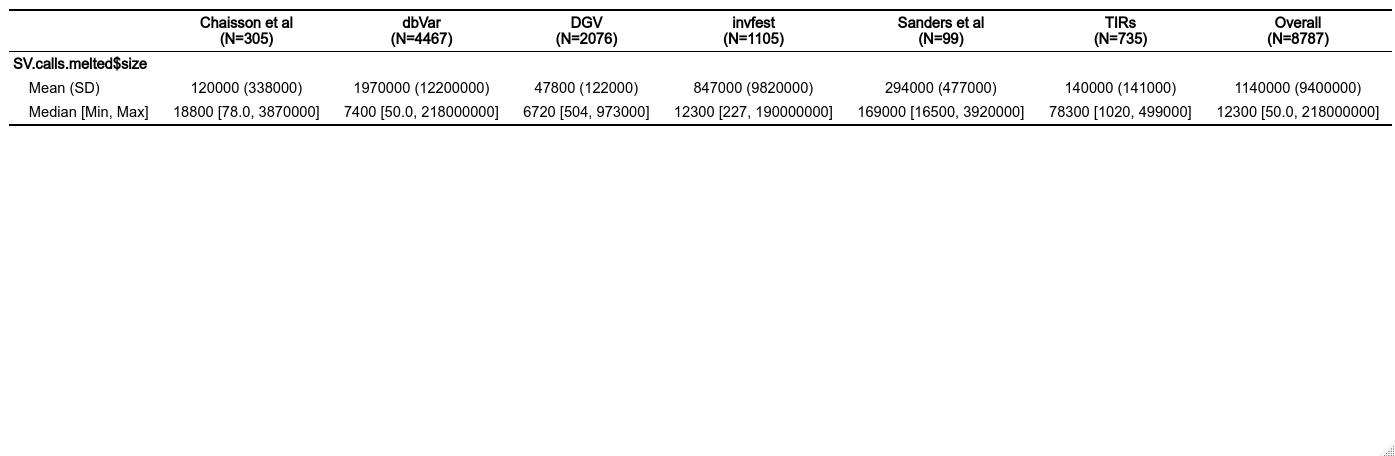 Chaisson et al dbVar DGV invfest Sanders et al TIRs Overall
(N=305) (N=4467) (N=2076) (N=1105) (N=99) (N=735) (N=8787)
SV.calls.melted$size
Mean (SD) 120000 (338000) 1970000 (12200000) 47800 (122000) 847000 (9820000) 294000 (477000) 140000 (141000) 1140000 (9400000)
Median [Min, Max] 18800 [78.0, 3870000] 7400 [50.0, 218000000] 6720 [504, 973000] 12300 [227, 190000000] 169000 [16500, 3920000] 78300 [1020, 499000] 12300 [50.0, 218000000]